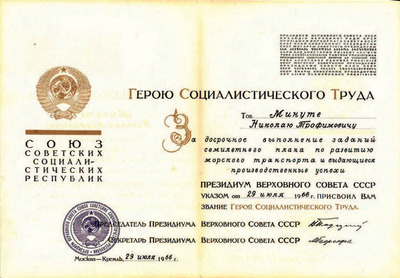 СОЮЗ
СОВЕТСКИХ
СОЦИАЛИ-
СТИЧЕСКИХ
РЕСПУБЛИК
ГЕРОЮ СОЦИАЛИСТИЧЕСКОГО ТРУДА
Тов. Минуте
Николаю Трофимовичу
За досрочное выполнение заданий
семилетнего плана по развитию
морского транспорта и выдающиеся
производственные успехи
ПРЕЗИДИУМ ВЕРХОВНОГО СОВЕТА СССР
УКАЗОМ ОТ 29 июля 1966 г. ПРИСВОИЛ ВАМ
ЗВАНИЕ ГЕРОЯ СОЦИАЛИСТИЧЕСКОГО ТРУДА.
ПРЕДСЕДАТЕЛЬ ПРЕЗИДИУМА ВЕРХОВНОГО СОВЕТА СССР
СЕКРЕТАРЬ ПРЕЗИДИУМА ВЕРХОВНОГО СОВЕТА СССР
Москва-Кремль, 29 июля 1966 г.